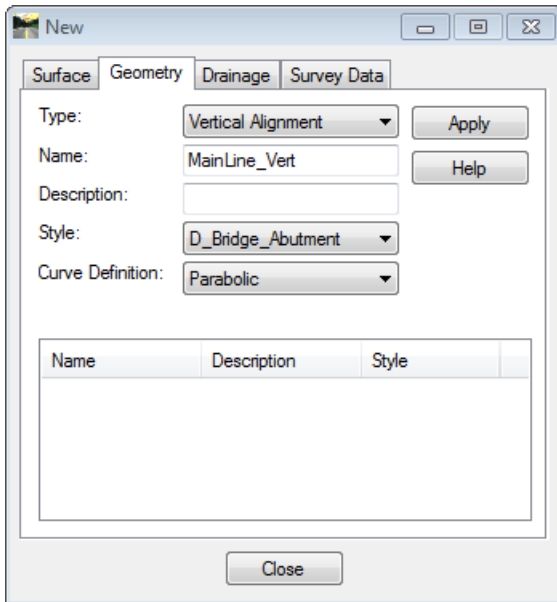 New
Surface Geometry Drainage Survey Data
Type: Vertical Alignment Apply
Name: MainLine_Vert Help
Description:
Style: D_Bridge_Abutment
Curve Definition: Parabolic
Name Description Style
Close